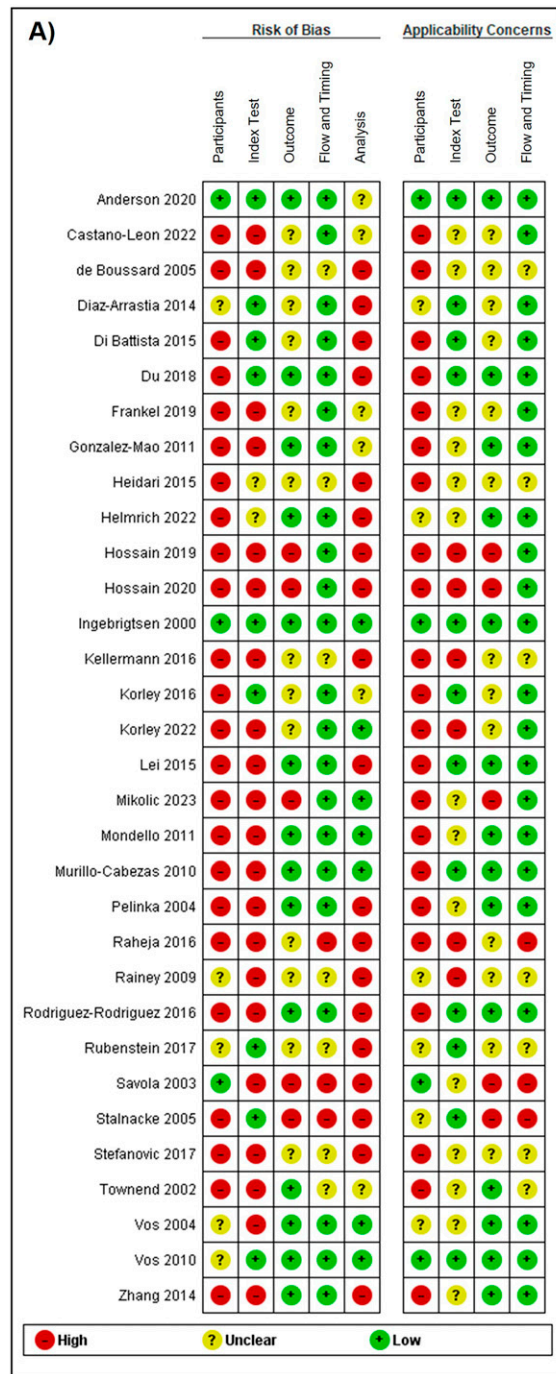 A)
Risk of Bias
Applicability Concerns
Participants
Index Test
Outcome
Flow and Timing
Analysis
Participants
Index Test
Outcome
Flow and Timing
Anderson 2020 + + + + ? + + + +
Castano-Leon 2022 - - ? + ? - ? ? +
de Boussard 2005 - - ? ? - - ? ? ?
Diaz-Arrastia 2014 ? + ? + - ? + ? +
Di Battista 2015 - + ? + - - + ? +
Du 2018 - + + + - - + + +
Frankel 2019 - - ? + ? - ? ? +
Gonzalez-Mao 2011 - - + + ? - ? + +
Heidari 2015 - ? ? ? - - ? ? ?
Helmrich 2022 - ? + + - ? ? + +
Hossain 2019 - - - + - - - - +
Hossain 2020 - - - + - - - - +
Ingebrigtsen 2000 + + + + + + + + +
Kellermann 2016 - - ? ? - - - ? ?
Korley 2016 - + ? + ? - + ? +
Korley 2022 - - ? + + - - ? +
Lei 2015 - - + + - - + + +
Mikolic 2023 - - - + + - ? - +
Mondello 2011 - - + + + - ? + +
Murillo-Cabezas 2010 - - + + + - + + +
Pelinka 2004 - - + + - - ? + +
Raheja 2016 - - ? - - - - ? -
Rainey 2009 ? - ? ? - ? - ? ?
Rodriguez-Rodriguez 2016 - - + + - - + + +
Rubenstein 2017 ? + ? ? - ? + ? ?
Savola 2003 + - - - - + ? - -
Stalnacke 2005 - + - - - ? + - -
Stefanovic 2017 - - ? ? - - ? ? ?
Townend 2002 - - + ? ? - ? + ?
Vos 2004 ? - + + + ? ? + +
Vos 2010 ? + + + + + + + +
Zhang 2014 - - + + - - ? + +
- High ? Unclear + Low